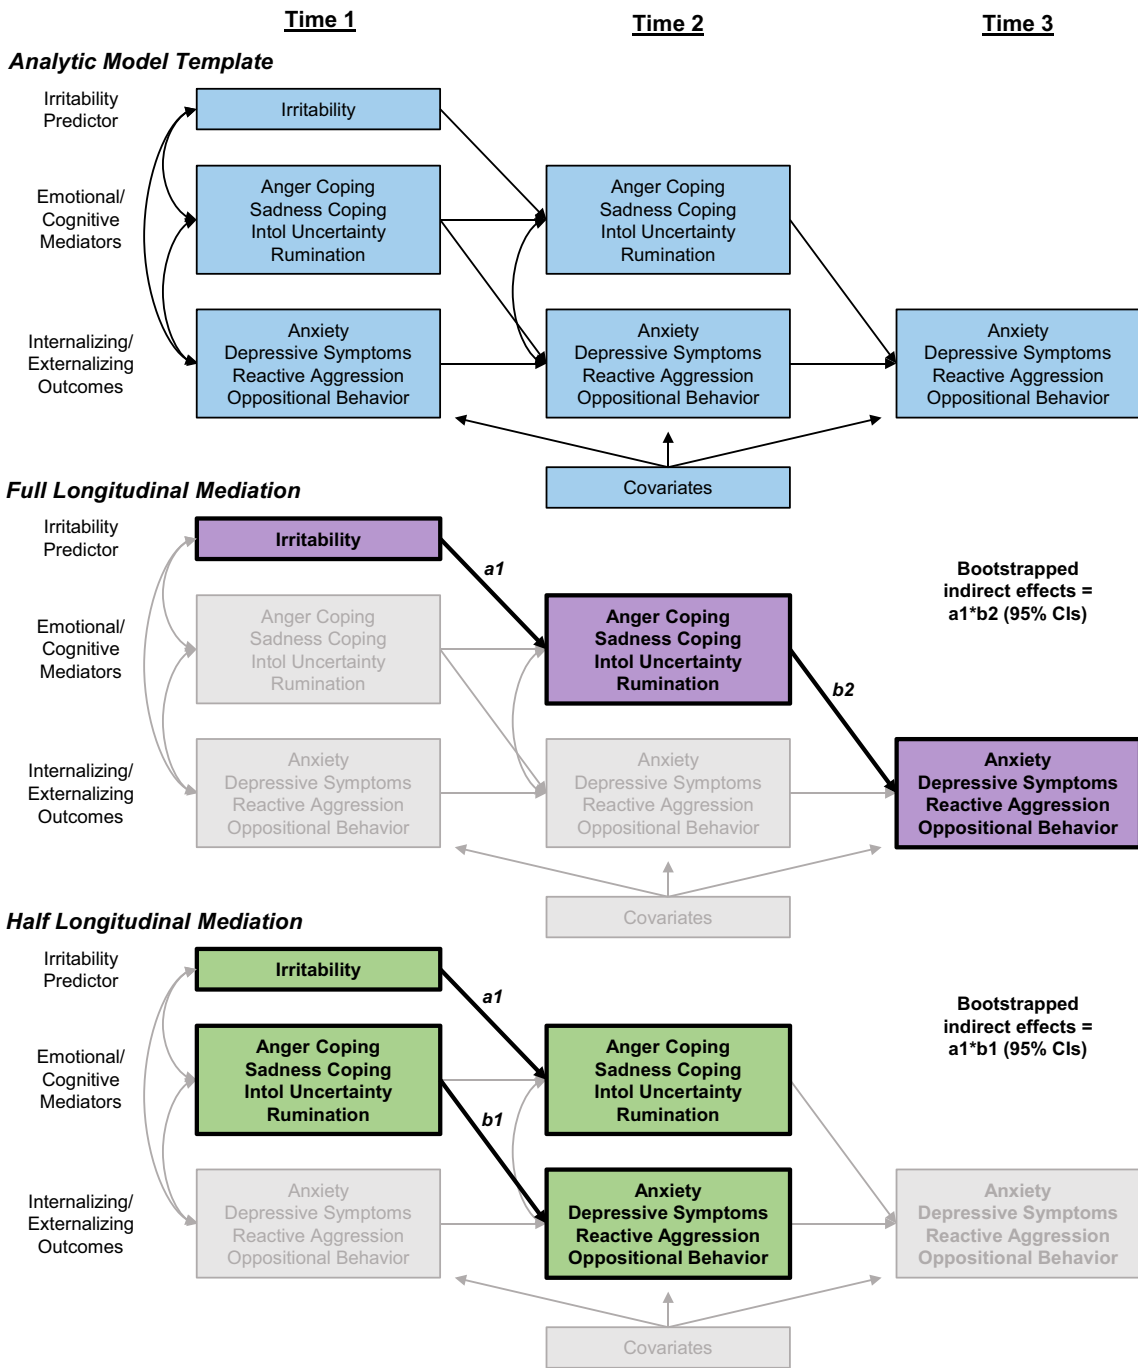 Time 1
Time 2
Time 3
Analytic Model Template
Irritability
Predictor
Irritability
Emotional/
Cognitive
Mediators
Anger Coping
Sadness Coping
Intol Uncertainty
Rumination
Anger Coping
Sadness Coping
Intol Uncertainty
Rumination
Internalizing/
Externalizing
Outcomes
Anxiety
Depressive Symptoms
Reactive Aggression
Oppositional Behavior
Anxiety
Depressive Symptoms
Reactive Aggression
Oppositional Behavior
Anxiety
Depressive Symptoms
Reactive Aggression
Oppositional Behavior
Covariates
Full Longitudinal Mediation
Irritability
Predictor
Irritability
a1
Bootstrapped
indirect effects =
a1*b2 (95% CIs)
Emotional/
Cognitive
Mediators
Anger Coping
Sadness Coping
Intol Uncertainty
Rumination
Anger Coping
Sadness Coping
Intol Uncertainty
Rumination
b2
Internalizing/
Externalizing
Outcomes
Anxiety
Depressive Symptoms
Reactive Aggression
Oppositional Behavior
Anxiety
Depressive Symptoms
Reactive Aggression
Oppositional Behavior
Anxiety
Depressive Symptoms
Reactive Aggression
Oppositional Behavior
Covariates
Half Longitudinal Mediation
Irritability
Predictor
Irritability
a1
Bootstrapped
indirect effects =
a1*b1 (95% CIs)
Emotional/
Cognitive
Mediators
Anger Coping
Sadness Coping
Intol Uncertainty
Rumination
Anger Coping
Sadness Coping
Intol Uncertainty
Rumination
b1
Internalizing/
Externalizing
Outcomes
Anxiety
Depressive Symptoms
Reactive Aggression
Oppositional Behavior
Anxiety
Depressive Symptoms
Reactive Aggression
Oppositional Behavior
Anxiety
Depressive Symptoms
Reactive Aggression
Oppositional Behavior
Covariates